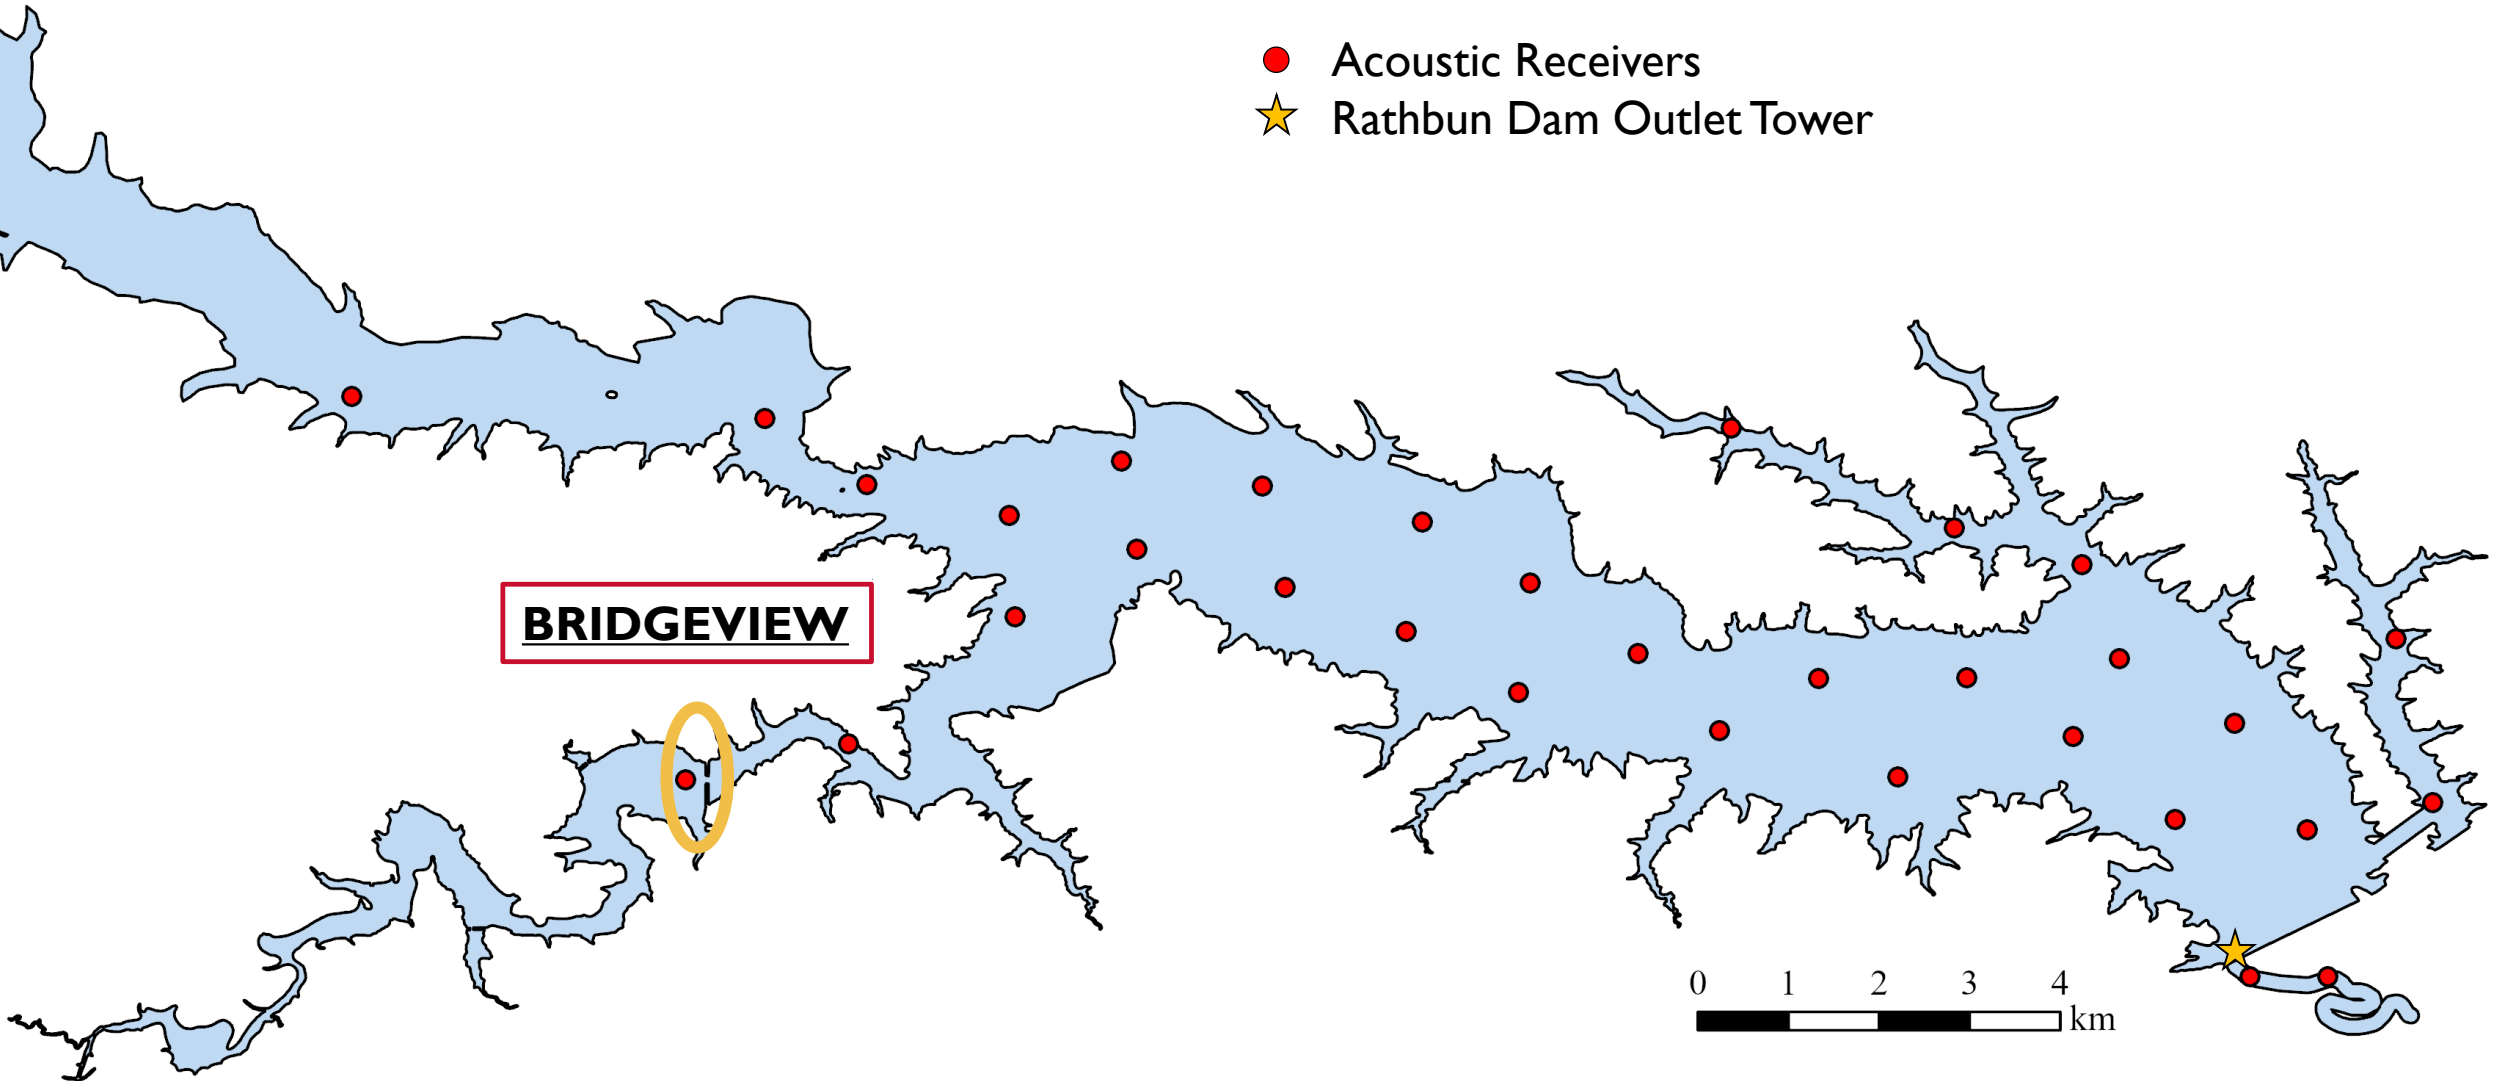 Acoustic Receivers
Rathbun Dam Outlet Tower
BRIDGEVIEW
0 1 2 3 4
km